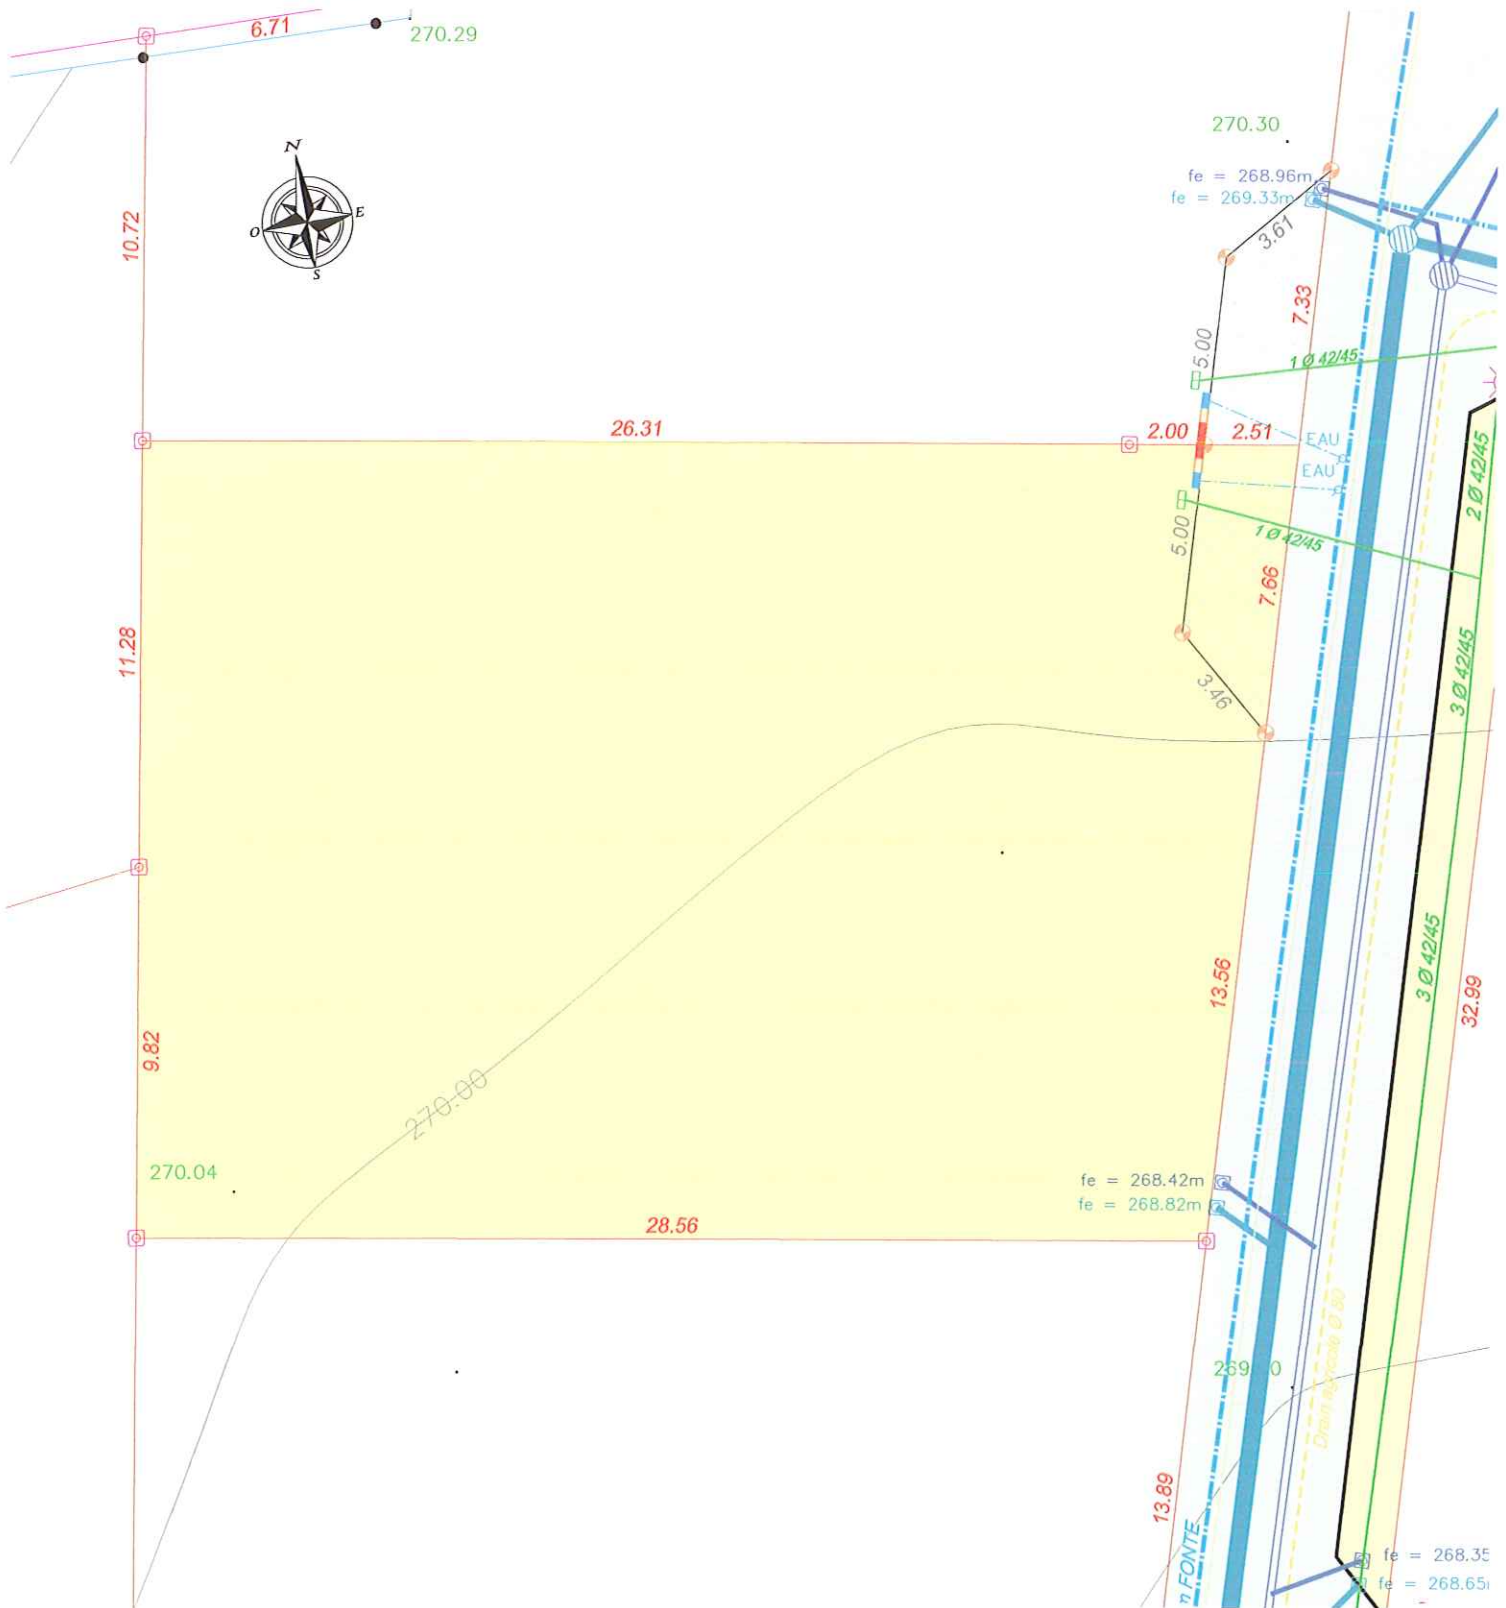 6.71
270.29
270.30
N
E
O
S
fe = 268.96m
fe = 269.33m
10.72
3.61
7.33
5.00
1 Ø 42/45
26.31
2.00
2.51
EAU
EAU
2 Ø 42/45
5.00
1 Ø 42/45
7.66
11.28
3 Ø 42/45
3.46
13.56
3 Ø 42/45
32.99
9.82
270.00
270.04
fe = 268.42m
fe = 268.82m
28.56
Drain agricole Ø 80
13.89
n FONTE
fe = 268.35
fe = 268.65